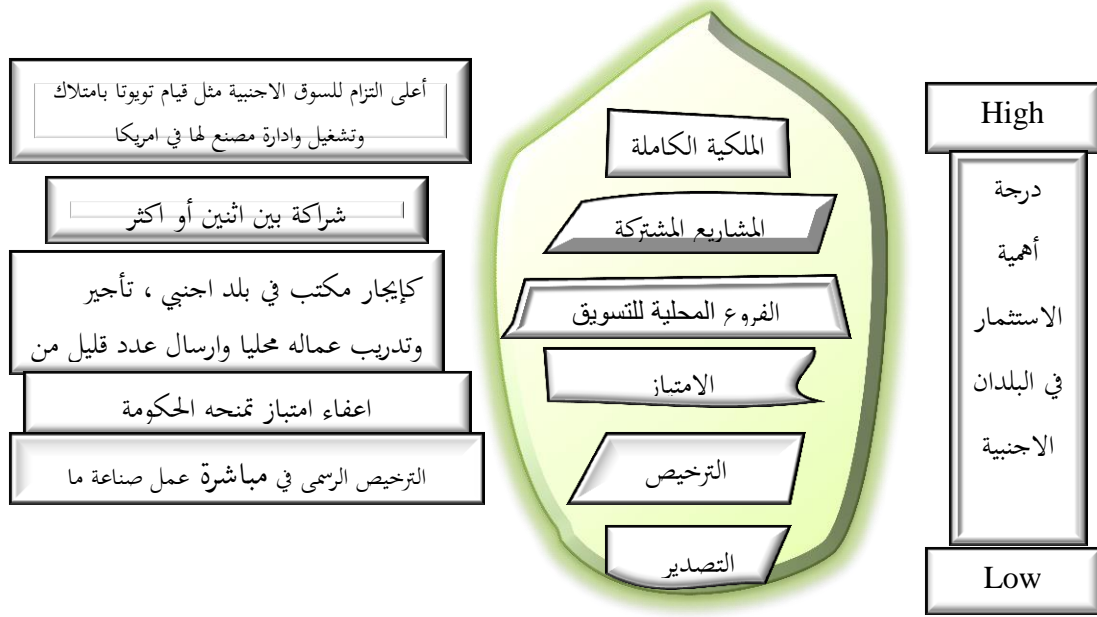 High
درجة
أهمية
الاستثمار
في البلدان
الاجنبية
Low
الملكية الكاملة
المشاريع المشتركة
الفروع المحلية للتسويق
الامتياز
الترخيص
التصدير
أعلى التزام للسوق الاجنبية مثل قيام تويوتا بامتلاك
وتشغيل وادارة مصنع لها في امريكا
شراكة بين اثنين أو اكثر
كإيجار مكتب في بلد اجنبي ، تأجير
وتدريب عماله محليا وارسال عدد قليل من
اعفاء امتياز تمنحه الحكومة
الترخيص الرسمى في مباشرة عمل صناعة ما